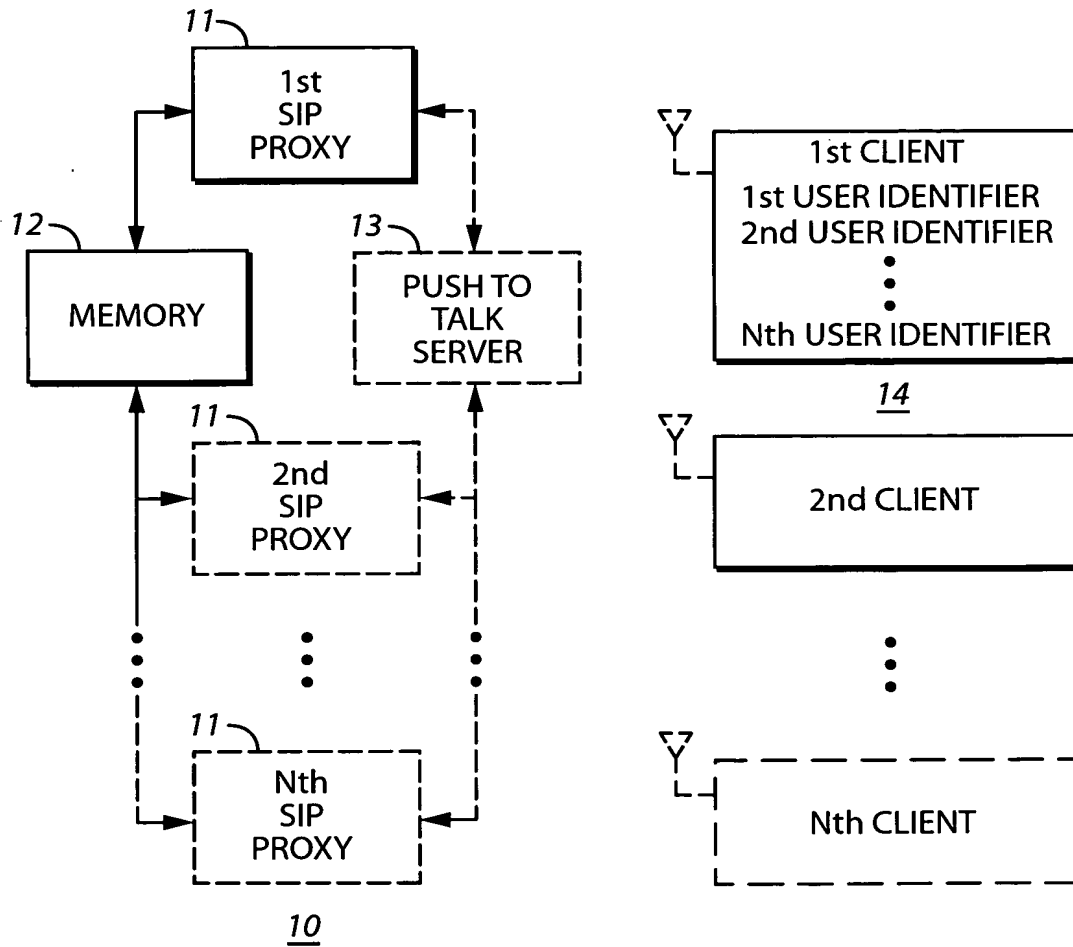 11
1st
SIP
PROXY
12
MEMORY
13
PUSH TO
TALK
SERVER
11
2nd
SIP
PROXY
11
Nth
SIP
PROXY
10
1st CLIENT
1st USER IDENTIFIER
2nd USER IDENTIFIER
Nth USER IDENTIFIER
14
2nd CLIENT
Nth CLIENT